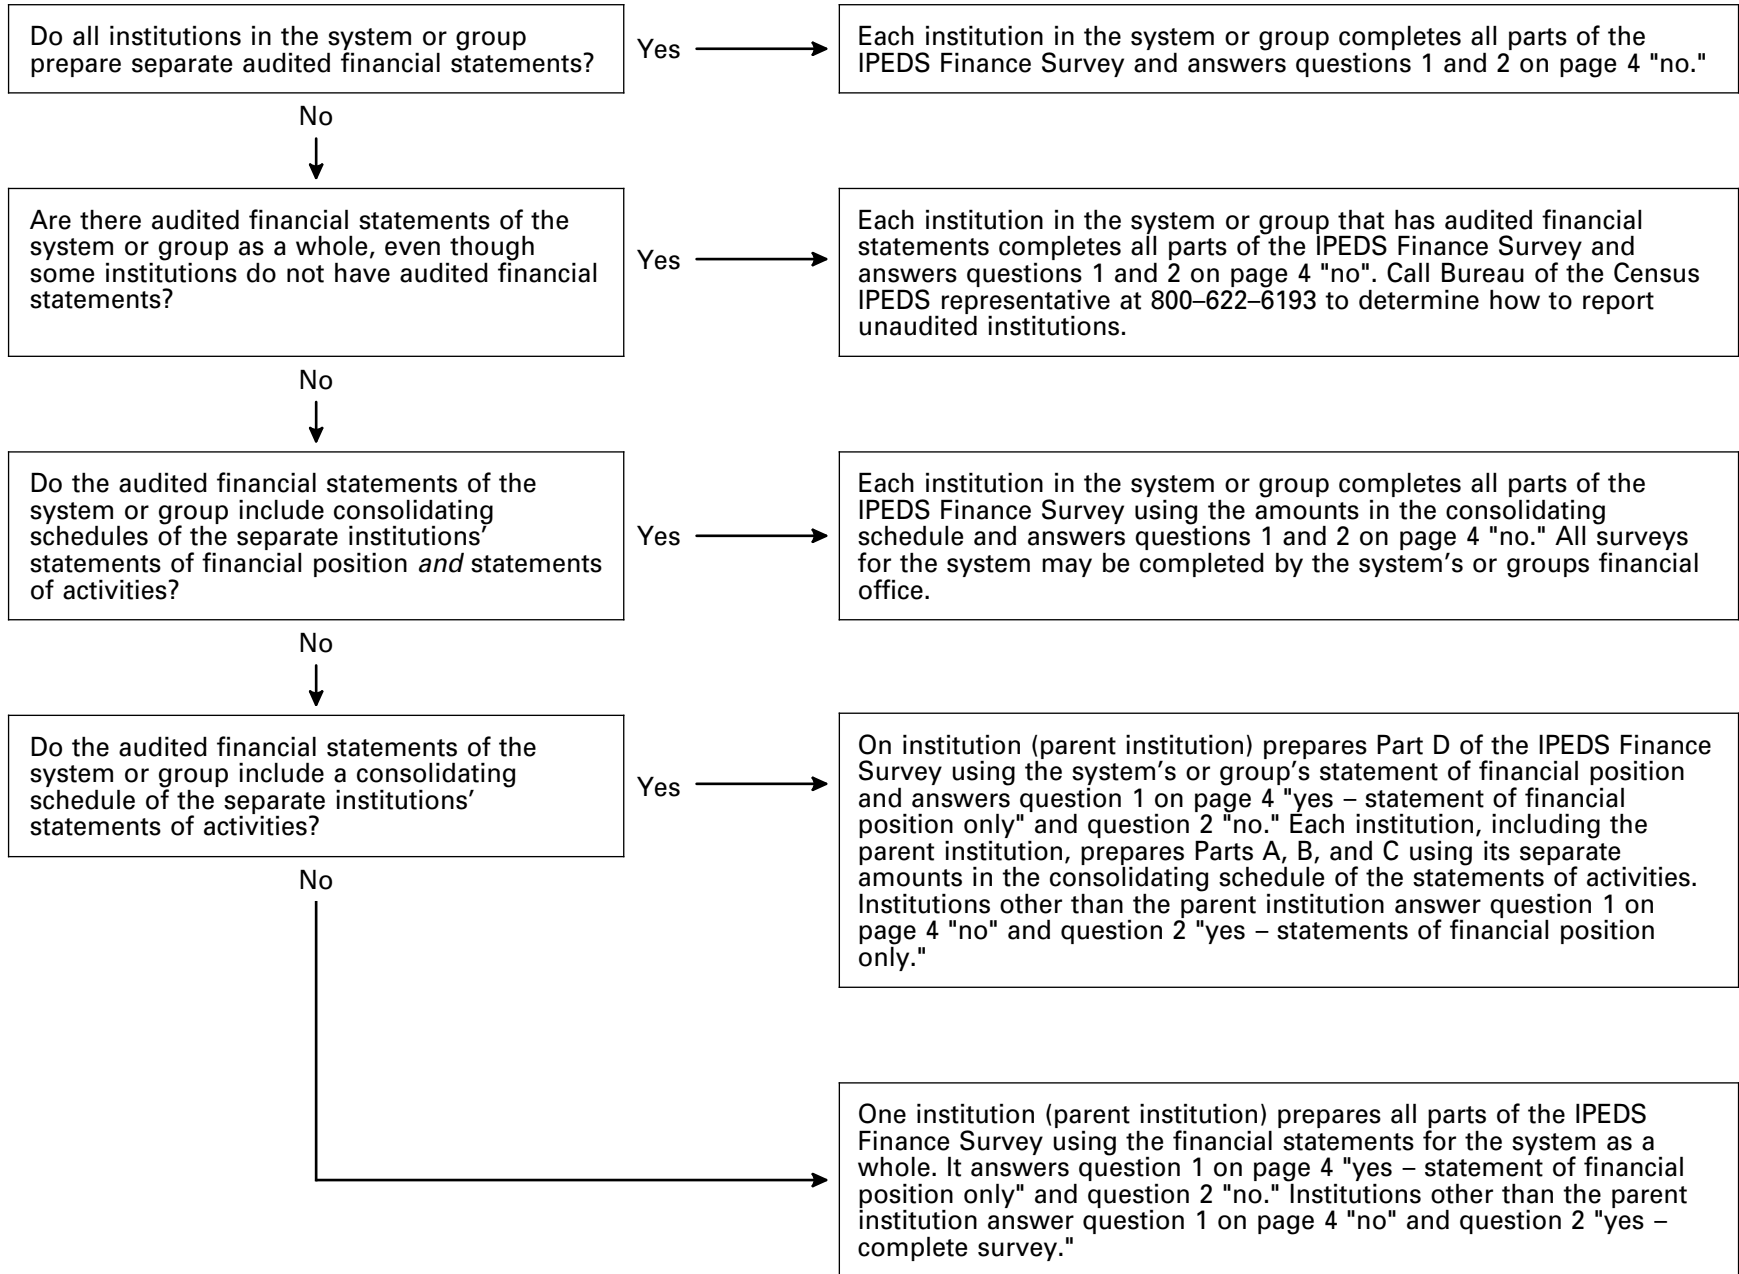 Do all institutions in the system or group
prepare separate audited financial statements?
Yes
Each institution in the system or group completes all parts of the
IPEDS Finance Survey and answers questions 1 and 2 on page 4 "no."
No
Are there audited financial statements of the
system or group as a whole, even though
some institutions do not have audited financial
statements?
Yes
Each institution in the system or group that has audited financial
statements completes all parts of the IPEDS Finance Survey and
answers questions 1 and 2 on page 4 "no". Call Bureau of the Census
IPEDS representative at 800–622–6193 to determine how to report
unaudited institutions.
No
Do the audited financial statements of the
system or group include consolidating
schedules of the separate institutions’
statements of financial position and statements
of activities?
Yes
Each institution in the system or group completes all parts of the
IPEDS Finance Survey using the amounts in the consolidating
schedule and answers questions 1 and 2 on page 4 "no." All surveys
for the system may be completed by the system’s or groups financial
office.
No
Do the audited financial statements of the
system or group include a consolidating
schedule of the separate institutions’
statements of activities?
Yes
On institution (parent institution) prepares Part D of the IPEDS Finance
Survey using the system’s or group’s statement of financial position
and answers question 1 on page 4 "yes – statement of financial
position only" and question 2 "no." Each institution, including the
parent institution, prepares Parts A, B, and C using its separate
amounts in the consolidating schedule of the statements of activities.
Institutions other than the parent institution answer question 1 on
page 4 "no" and question 2 "yes – statements of financial position
only."
No
One institution (parent institution) prepares all parts of the IPEDS
Finance Survey using the financial statements for the system as a
whole. It answers question 1 on page 4 "yes – statement of financial
position only" and question 2 "no." Institutions other than the parent
institution answer question 1 on page 4 "no" and question 2 "yes –
complete survey."